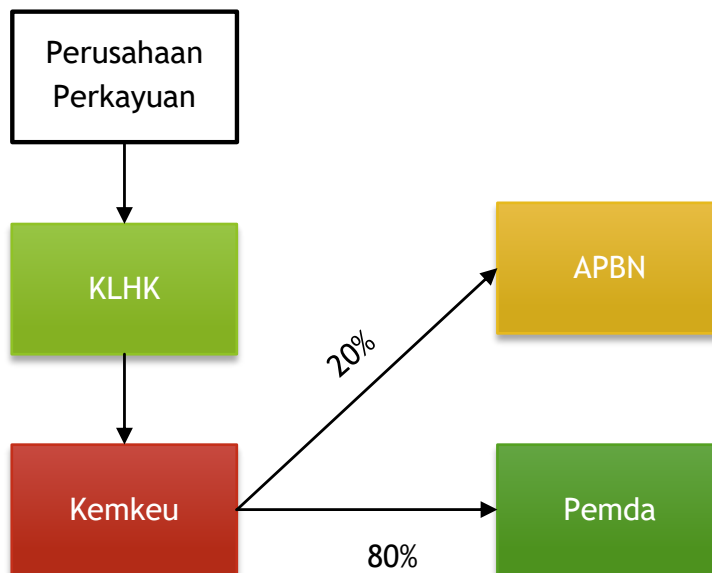 Perusahaan
Perkayuan
KLHK
APBN
20%
Kemkeu
Pemda
80%